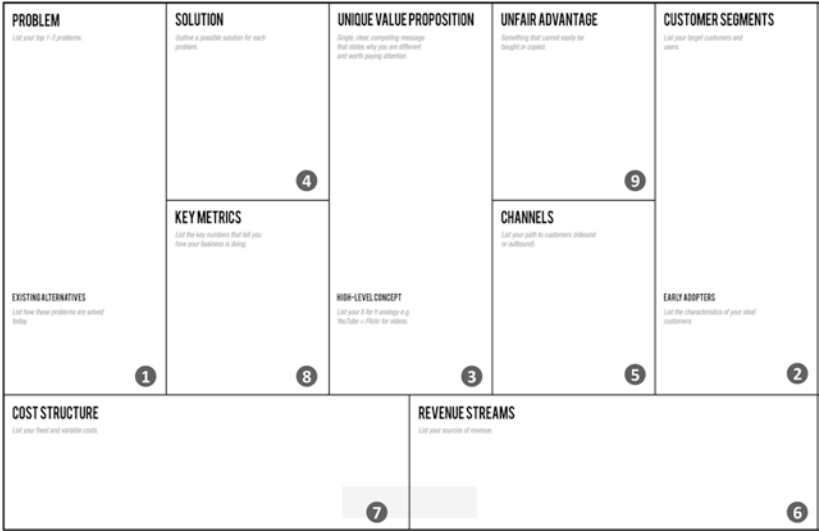 PROBLEM
List your top 1-3 problems.
EXISTING ALTERNATIVES
List how these problems are solved
today.
1
SOLUTION
Outline a possible solution for each
problem.
4
KEY METRICS
List the key numbers that tell you
how your business is doing.
8
UNIQUE VALUE PROPOSITION
Single, clear, compelling message
that states why you are different
and worth paying attention.
HIGH-LEVEL CONCEPT
List your X for Y analogy e.g.
YouTube = Flickr for videos.
3
UNFAIR ADVANTAGE
Something that cannot easily be
bought or copied.
9
CHANNELS
List your path to customers (inbound
or outbound).
5
CUSTOMER SEGMENTS
List your target customers and
users.
EARLY ADOPTERS
List the characteristics of your ideal
customers.
2
COST STRUCTURE
List your fixed and variable costs.
7
REVENUE STREAMS
List your sources of revenue.
6